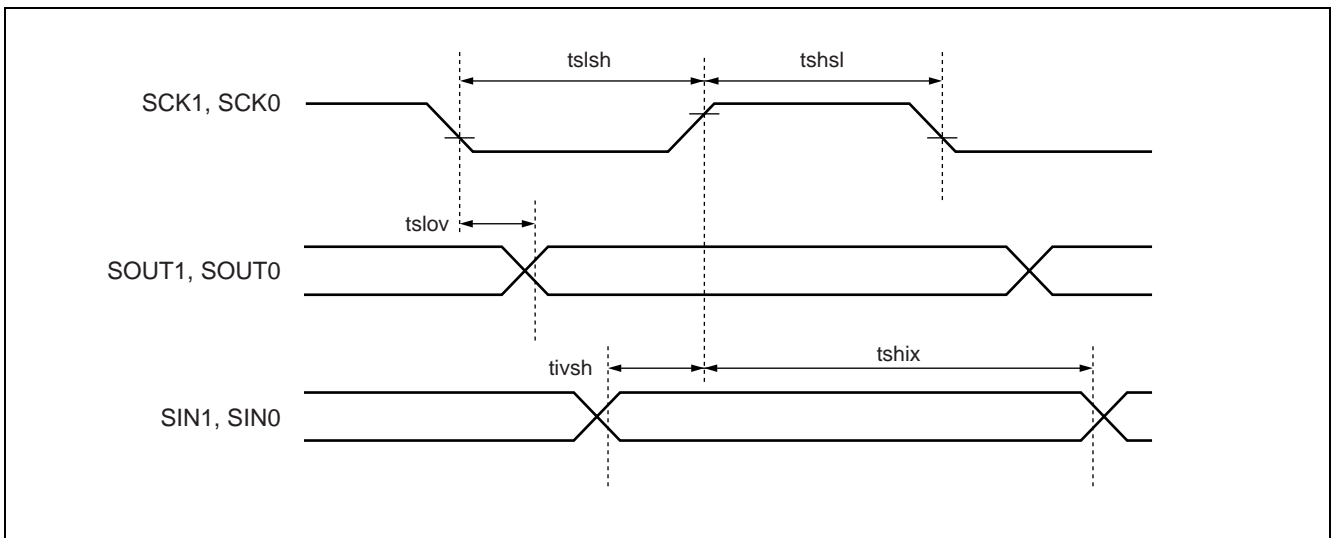 tslsh
tshsl
SCK1, SCK0
tslov
SOUT1, SOUT0
tivsh
tshix
SIN1, SIN0